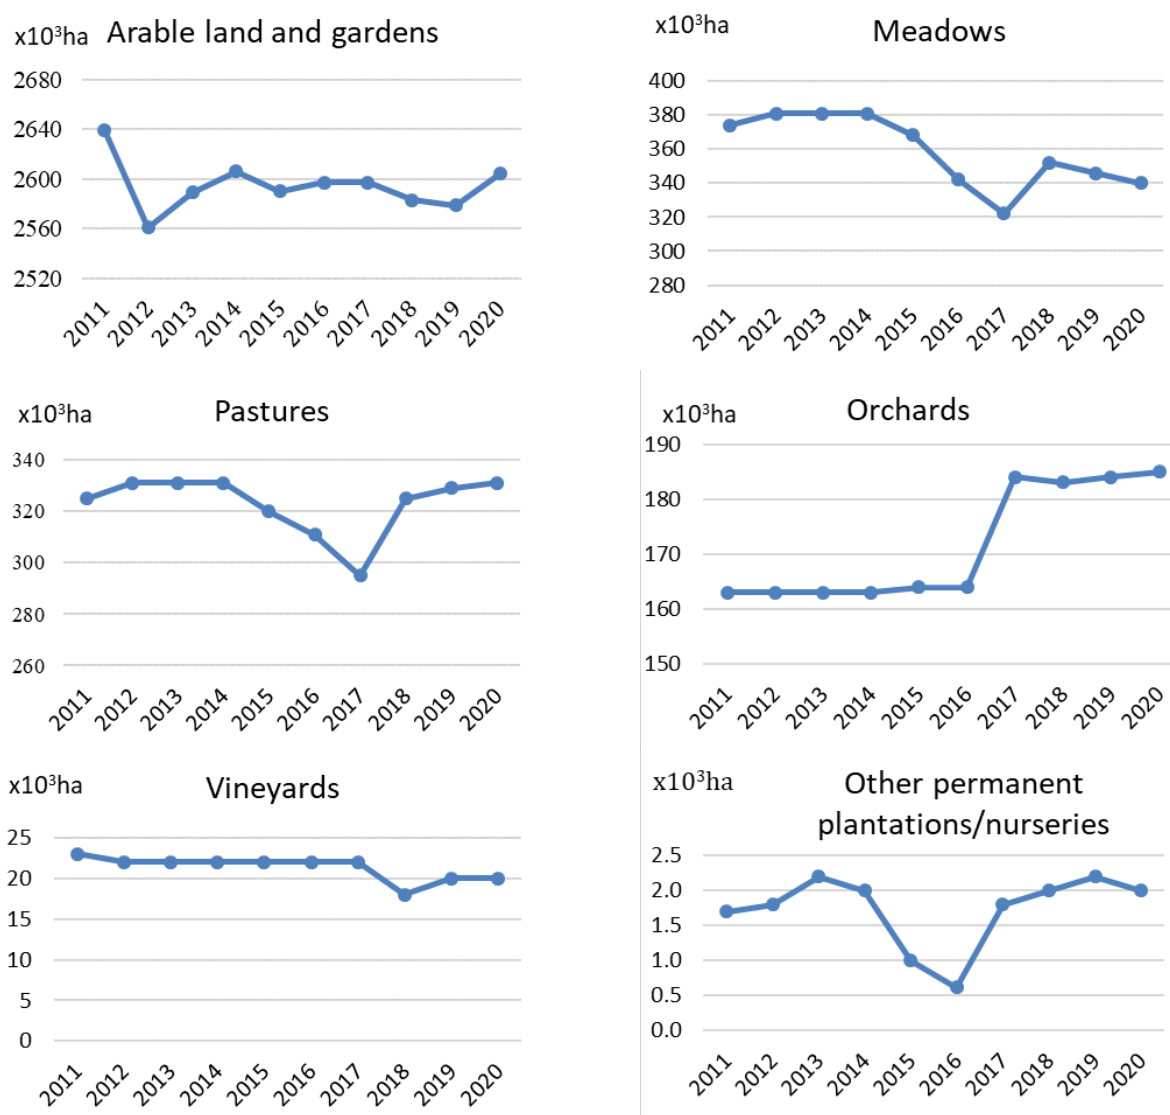 x10³ha Arable land and gardens
2680
2640
2600
2560
2520
2011 2012 2013 2014 2015 2016 2017 2018 2019 2020
x10³ha Meadows
400
380
360
340
320
300
280
2011 2012 2013 2014 2015 2016 2017 2018 2019 2020
x10³ha Pastures
340
320
300
280
260
2011 2012 2013 2014 2015 2016 2017 2018 2019 2020
x10³ha Orchards
190
180
170
160
150
2011 2012 2013 2014 2015 2016 2017 2018 2019 2020
x10³ha Vineyards
25
20
15
10
5
0
2011 2012 2013 2014 2015 2016 2017 2018 2019 2020
x10³ha Other permanent
plantations/nurseries
2.5
2.0
1.5
1.0
0.5
0.0
2011 2012 2013 2014 2015 2016 2017 2018 2019 2020